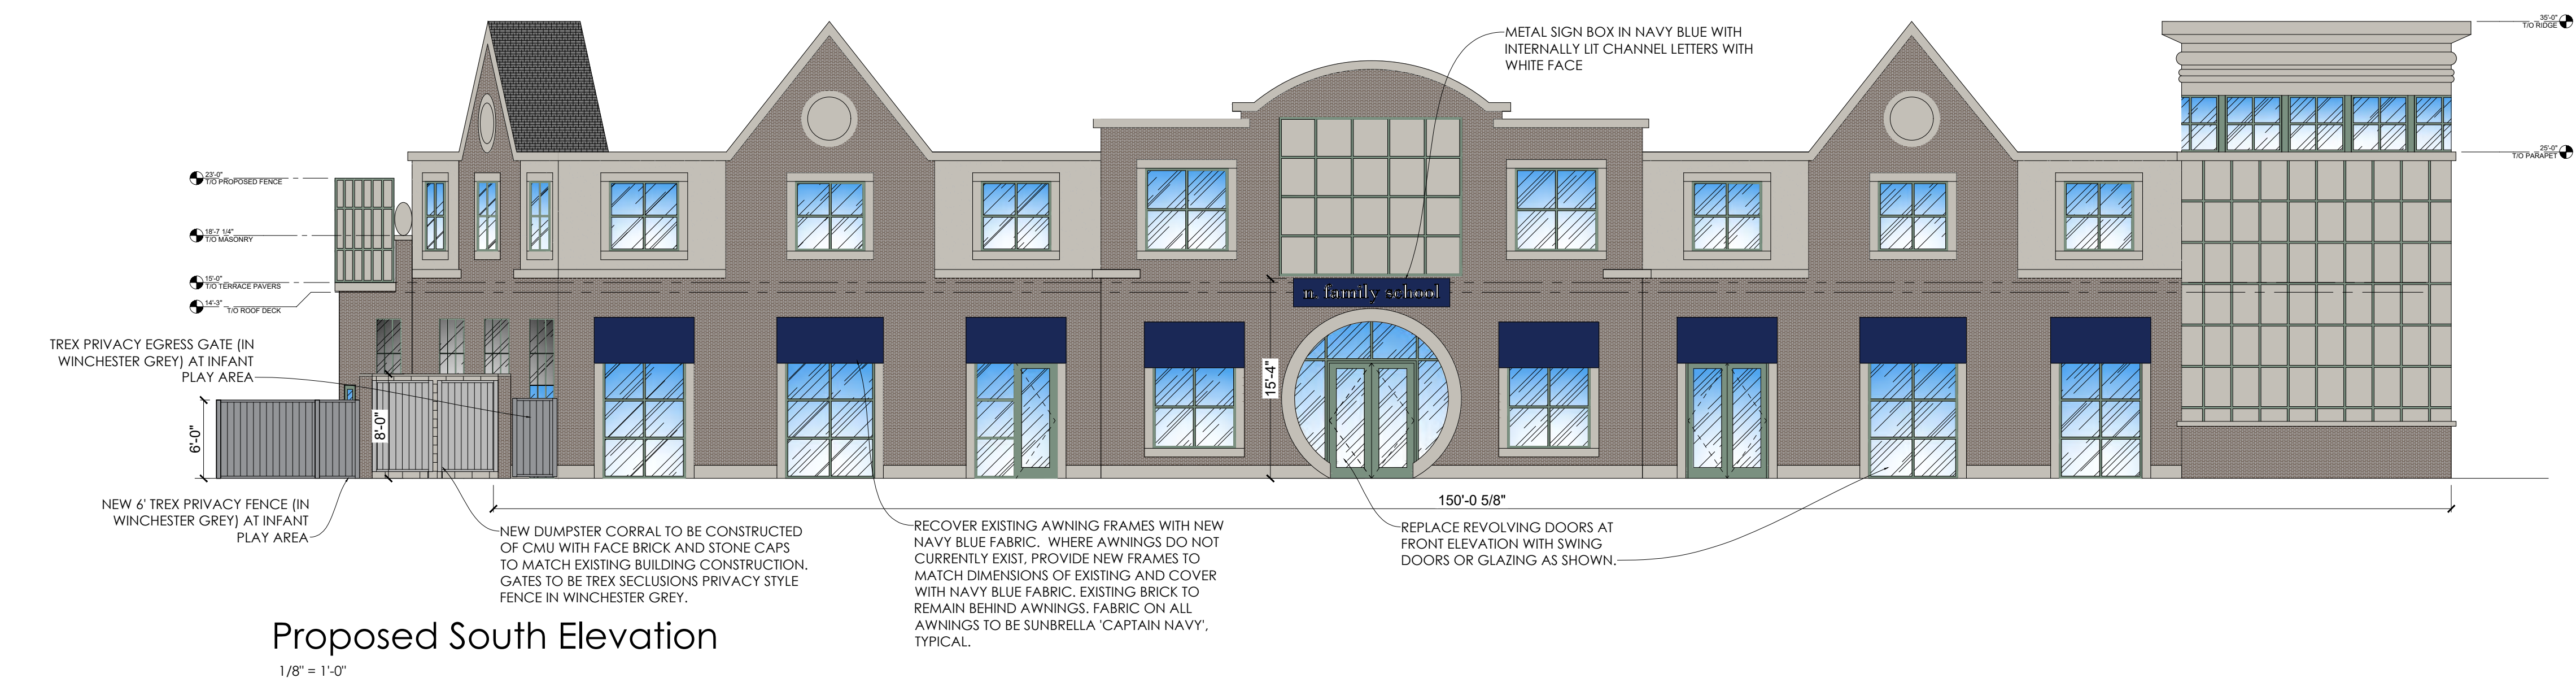 METAL SIGN BOX IN NAVY BLUE WITH
INTERNALLY LIT CHANNEL LETTERS WITH
WHITE FACE
35'-0"
T/O RIDGE
25'-0"
T/O PARAPET
23'-0"
T/O PROPOSED FENCE
18'-7 1/4"
T/O MASONRY
15'-0"
T/O TERRACE PAVERS
14'-3"
T/O ROOF DECK
n. family school
TREX PRIVACY EGRESS GATE (IN
WINCHESTER GREY) AT INFANT
PLAY AREA
15'-4"
6'-0"
8'-0"
150'-0 5/8"
NEW 6' TREX PRIVACY FENCE (IN
WINCHESTER GREY) AT INFANT
PLAY AREA
NEW DUMPSTER CORRAL TO BE CONSTRUCTED
OF CMU WITH FACE BRICK AND STONE CAPS
TO MATCH EXISTING BUILDING CONSTRUCTION.
GATES TO BE TREX SECLUSIONS PRIVACY STYLE
FENCE IN WINCHESTER GREY.
RECOVER EXISTING AWNING FRAMES WITH NEW
NAVY BLUE FABRIC. WHERE AWNINGS DO NOT
CURRENTLY EXIST, PROVIDE NEW FRAMES TO
MATCH DIMENSIONS OF EXISTING AND COVER
WITH NAVY BLUE FABRIC. EXISTING BRICK TO
REMAIN BEHIND AWNINGS. FABRIC ON ALL
AWNINGS TO BE SUNBRELLA 'CAPTAIN NAVY',
TYPICAL.
REPLACE REVOLVING DOORS AT
FRONT ELEVATION WITH SWING
DOORS OR GLAZING AS SHOWN.
Proposed South Elevation
1/8" = 1'-0"